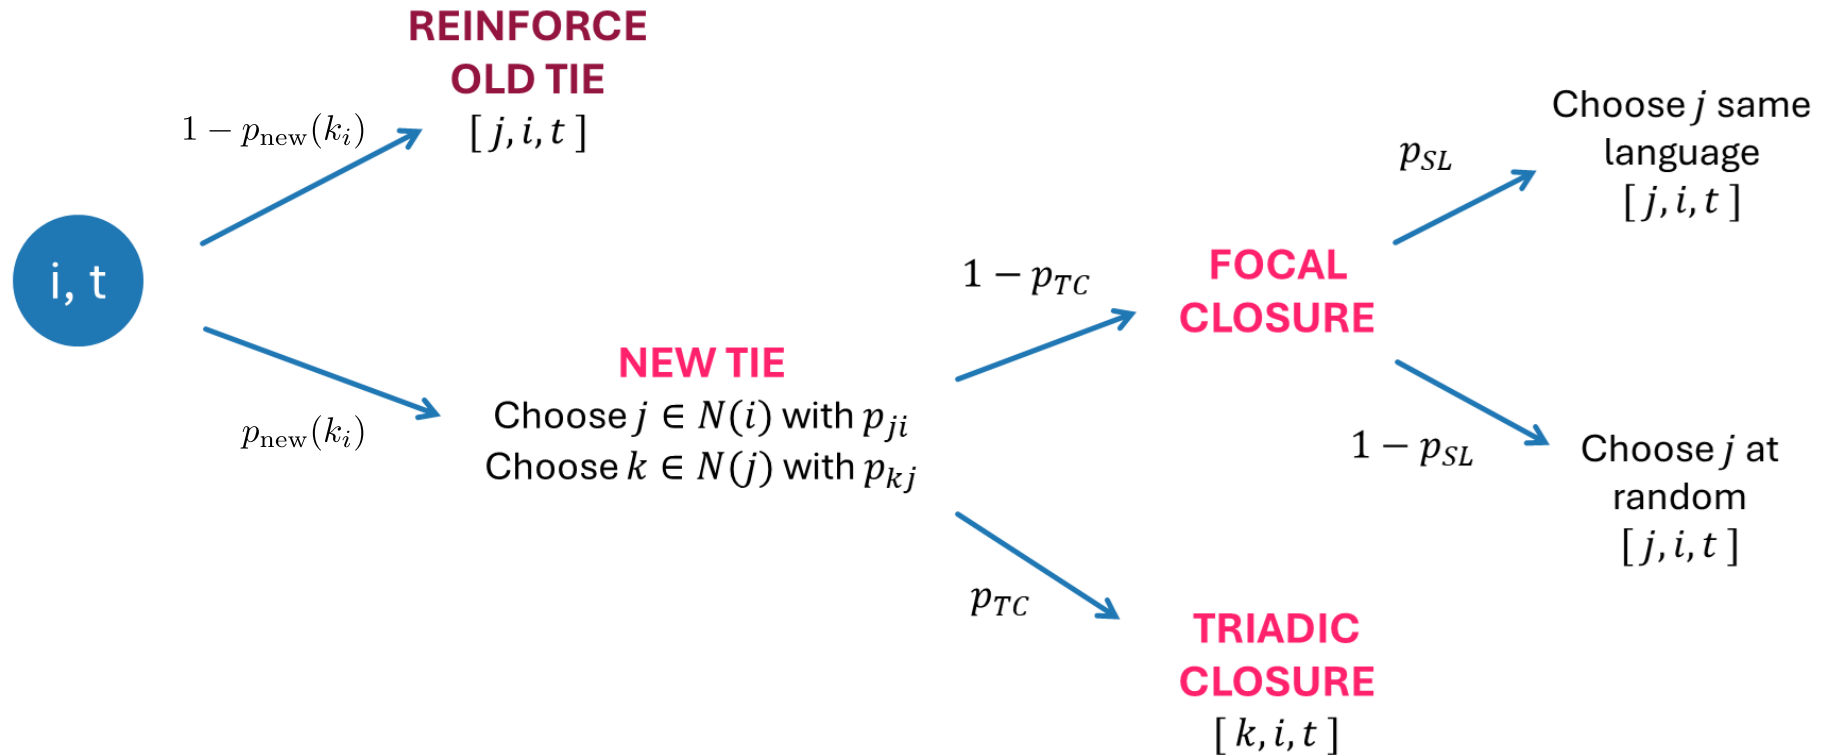 REINFORCE
OLD TIE
[ j, i, t ]
1 − p_new(k_i)
i, t
p_new(k_i)
NEW TIE
Choose j ∈ N(i) with p_ji
Choose k ∈ N(j) with p_kj
1 − p_TC
FOCAL
CLOSURE
p_SL
Choose j same
language
[ j, i, t ]
1 − p_SL
Choose j at
random
[ j, i, t ]
p_TC
TRIADIC
CLOSURE
[ k, i, t ]